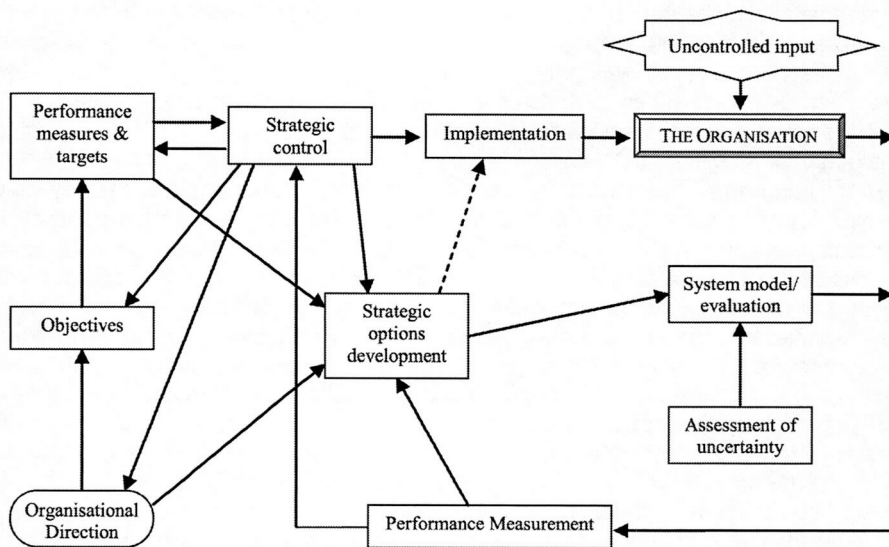 Uncontrolled input
Performance
measures &
targets
Strategic
control
Implementation
THE ORGANISATION
Objectives
Strategic
options
development
System model/
evaluation
Assessment of
uncertainty
Organisational
Direction
Performance Measurement